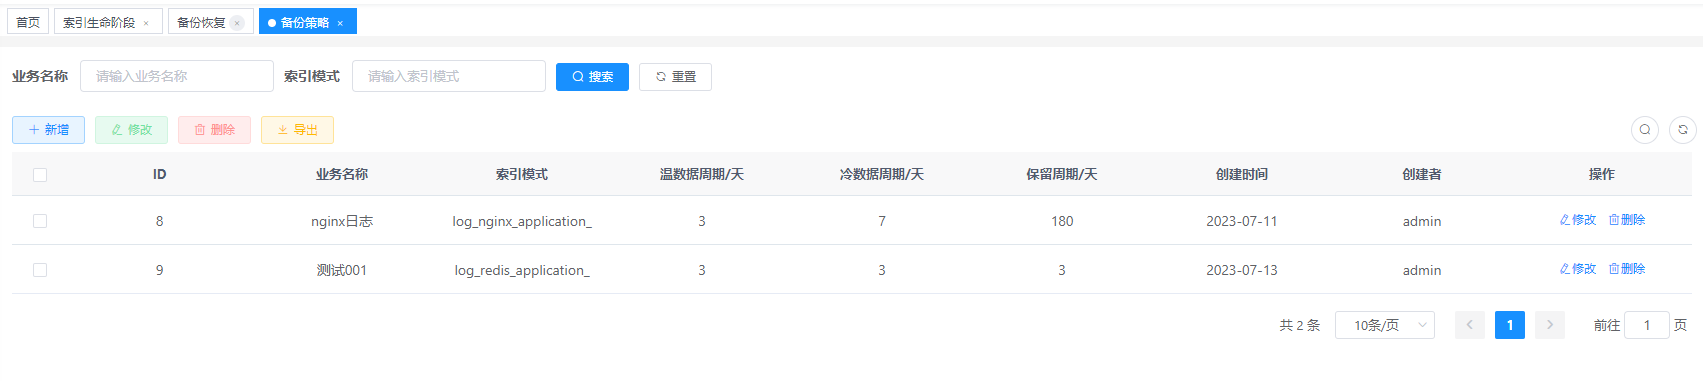 首页 索引生命阶段 × 备份恢复 × 备份策略 ×
业务名称 请输入业务名称 索引模式 请输入索引模式 搜索 重置
新增 修改 删除 导出
ID 业务名称 索引模式 温数据周期/天 冷数据周期/天 保留周期/天 创建时间 创建者 操作
8 nginx日志 log_nginx_application_ 3 7 180 2023-07-11 admin 修改 删除
9 测试001 log_redis_application_ 3 3 3 2023-07-13 admin 修改 删除
共 2 条 10条/页 1 前往 1 页